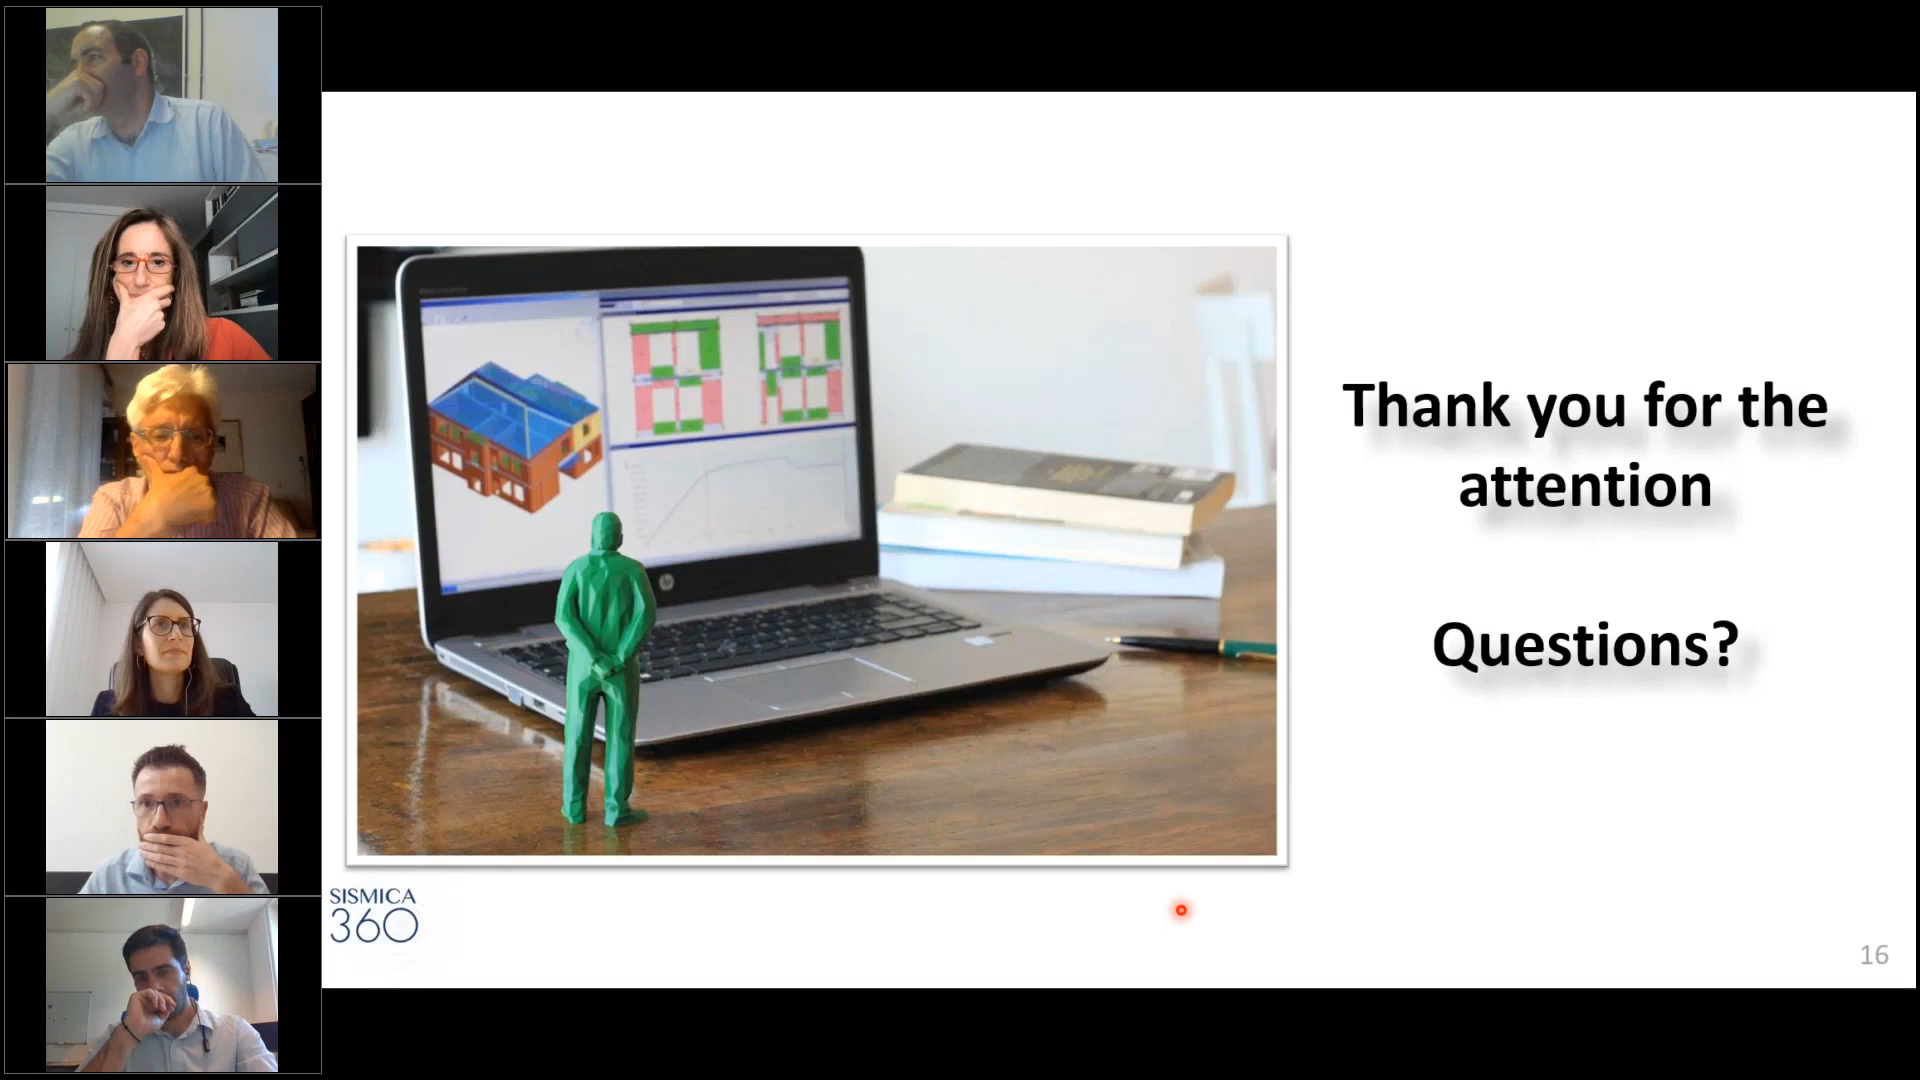 Thank you for the
attention
Questions?
SISMICA
360
16